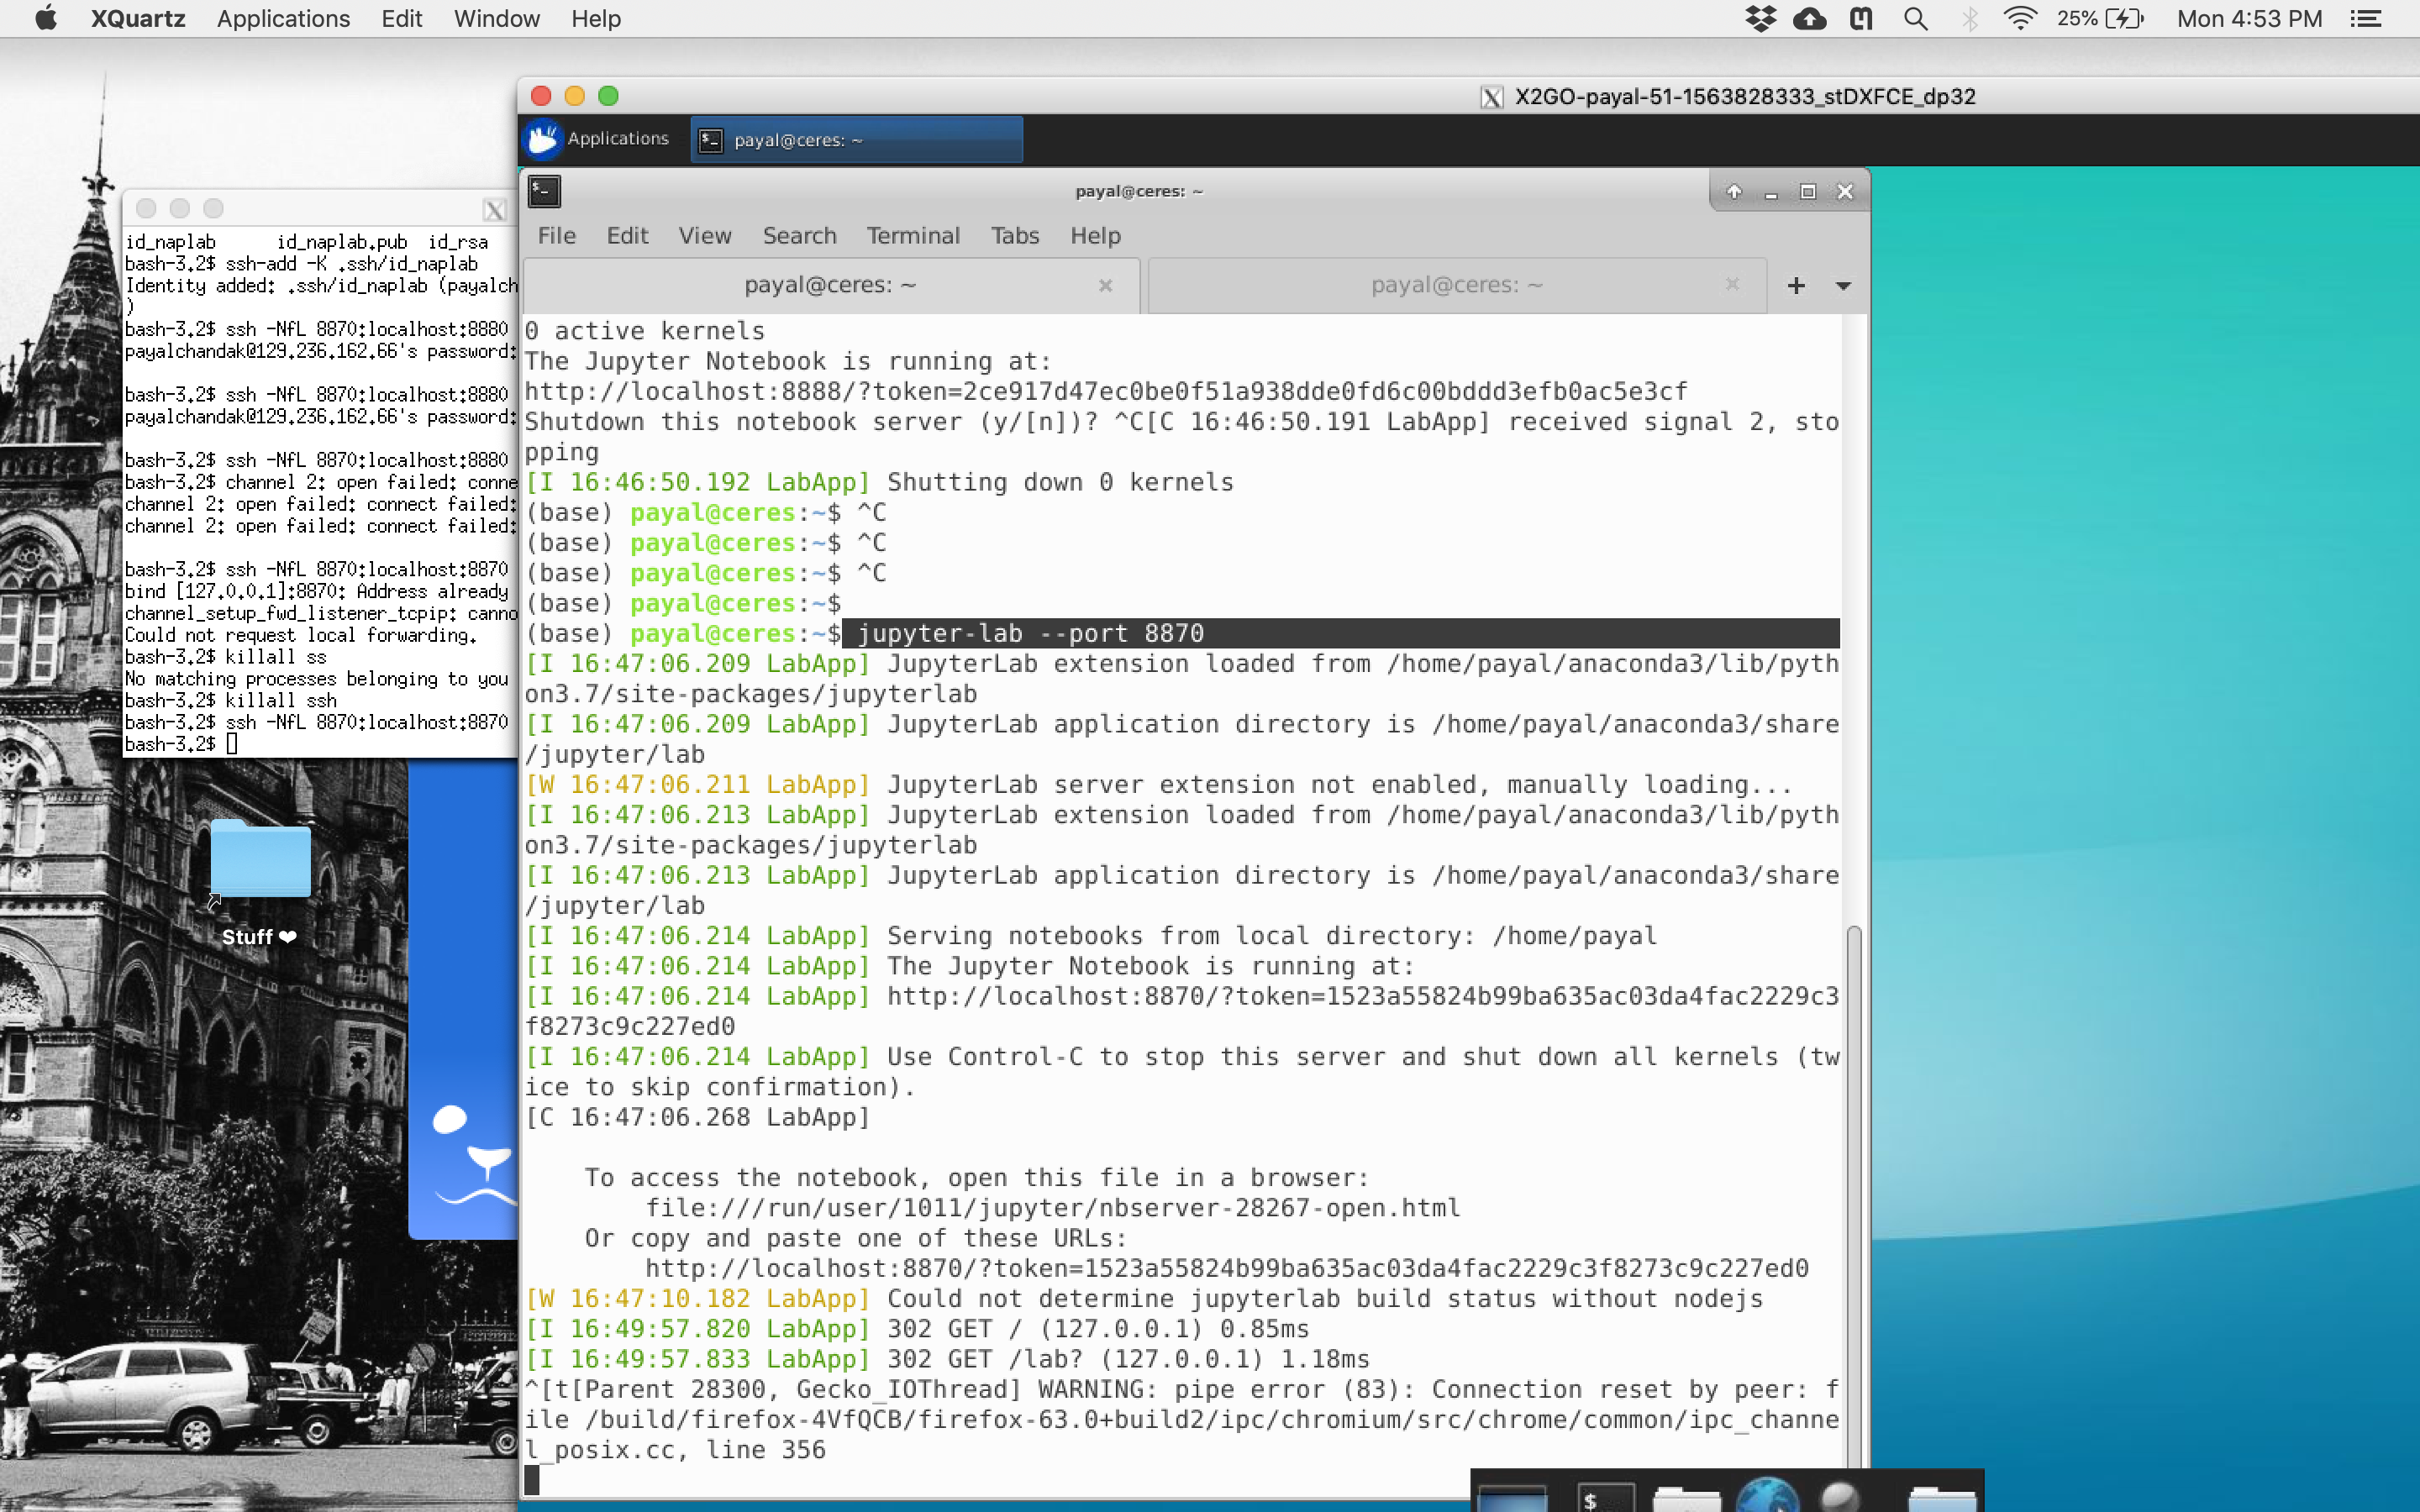 XQuartz Applications Edit Window Help
25% Mon 4:53 PM
X2GO-payal-51-1563828333_stDXFCE_dp32
Applications payal@ceres: ~
payal@ceres: ~
File Edit View Search Terminal Tabs Help
payal@ceres: ~ payal@ceres: ~
id_naplab id_naplab.pub id_rsa
bash-3.2$ ssh-add -K .ssh/id_naplab
Identity added: .ssh/id_naplab (payalch
)
bash-3.2$ ssh -NfL 8870:localhost:8880
payalchandak@129.236.162.66's password:
bash-3.2$ ssh -NfL 8870:localhost:8880
payalchandak@129.236.162.66's password:
bash-3.2$ ssh -NfL 8870:localhost:8880
bash-3.2$ channel 2: open failed: conne
channel 2: open failed: connect failed:
channel 2: open failed: connect failed:
bash-3.2$ ssh -NfL 8870:localhost:8870
bind [127.0.0.1]:8870: Address already
channel_setup_fwd_listener_tcpip: canno
Could not request local forwarding.
bash-3.2$ killall ss
No matching processes belonging to you
bash-3.2$ killall ssh
bash-3.2$ ssh -NfL 8870:localhost:8870
bash-3.2$
Stuff ❤
0 active kernels
The Jupyter Notebook is running at:
http://localhost:8888/?token=2ce917d47ec0be0f51a938dde0fd6c00bddd3efb0ac5e3cf
Shutdown this notebook server (y/[n])? ^C[C 16:46:50.191 LabApp] received signal 2, sto
pping
[I 16:46:50.192 LabApp] Shutting down 0 kernels
(base) payal@ceres:~$ ^C
(base) payal@ceres:~$ ^C
(base) payal@ceres:~$ ^C
(base) payal@ceres:~$
(base) payal@ceres:~$ jupyter-lab --port 8870
[I 16:47:06.209 LabApp] JupyterLab extension loaded from /home/payal/anaconda3/lib/pyth
on3.7/site-packages/jupyterlab
[I 16:47:06.209 LabApp] JupyterLab application directory is /home/payal/anaconda3/share
/jupyter/lab
[W 16:47:06.211 LabApp] JupyterLab server extension not enabled, manually loading...
[I 16:47:06.213 LabApp] JupyterLab extension loaded from /home/payal/anaconda3/lib/pyth
on3.7/site-packages/jupyterlab
[I 16:47:06.213 LabApp] JupyterLab application directory is /home/payal/anaconda3/share
/jupyter/lab
[I 16:47:06.214 LabApp] Serving notebooks from local directory: /home/payal
[I 16:47:06.214 LabApp] The Jupyter Notebook is running at:
[I 16:47:06.214 LabApp] http://localhost:8870/?token=1523a55824b99ba635ac03da4fac2229c3
f8273c9c227ed0
[I 16:47:06.214 LabApp] Use Control-C to stop this server and shut down all kernels (tw
ice to skip confirmation).
[C 16:47:06.268 LabApp]
To access the notebook, open this file in a browser:
file:///run/user/1011/jupyter/nbserver-28267-open.html
Or copy and paste one of these URLs:
http://localhost:8870/?token=1523a55824b99ba635ac03da4fac2229c3f8273c9c227ed0
[W 16:47:10.182 LabApp] Could not determine jupyterlab build status without nodejs
[I 16:49:57.820 LabApp] 302 GET / (127.0.0.1) 0.85ms
[I 16:49:57.833 LabApp] 302 GET /lab? (127.0.0.1) 1.18ms
^[t[Parent 28300, Gecko_IOThread] WARNING: pipe error (83): Connection reset by peer: f
ile /build/firefox-4VfQCB/firefox-63.0+build2/ipc/chromium/src/chrome/common/ipc_channe
l_posix.cc, line 356